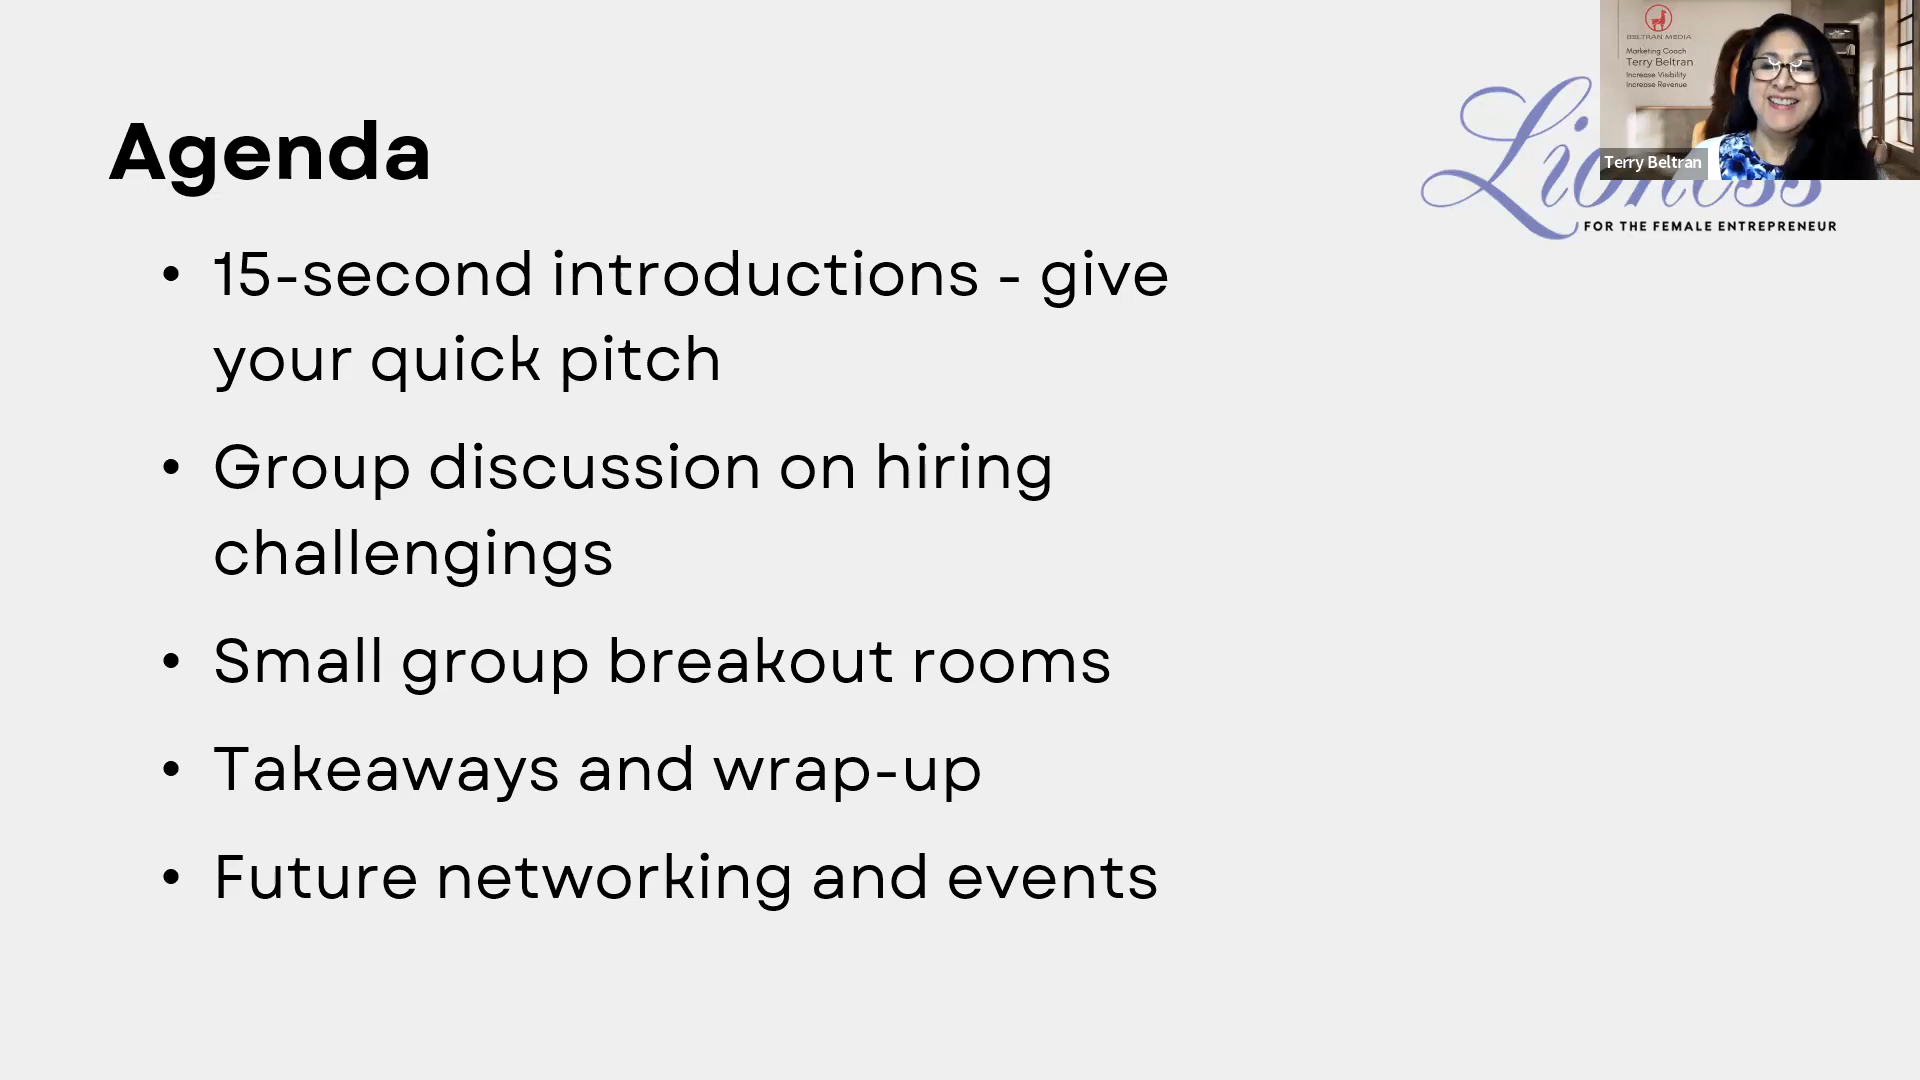 Agenda
• 15-second introductions - give
your quick pitch
• Group discussion on hiring
challengings
• Small group breakout rooms
• Takeaways and wrap-up
• Future networking and events
Lioness
FOR THE FEMALE ENTREPRENEUR
BELTRAN MEDIA
Marketing Coach
Terry Beltran
Increase Visibility
Increase Revenue
Terry Beltran